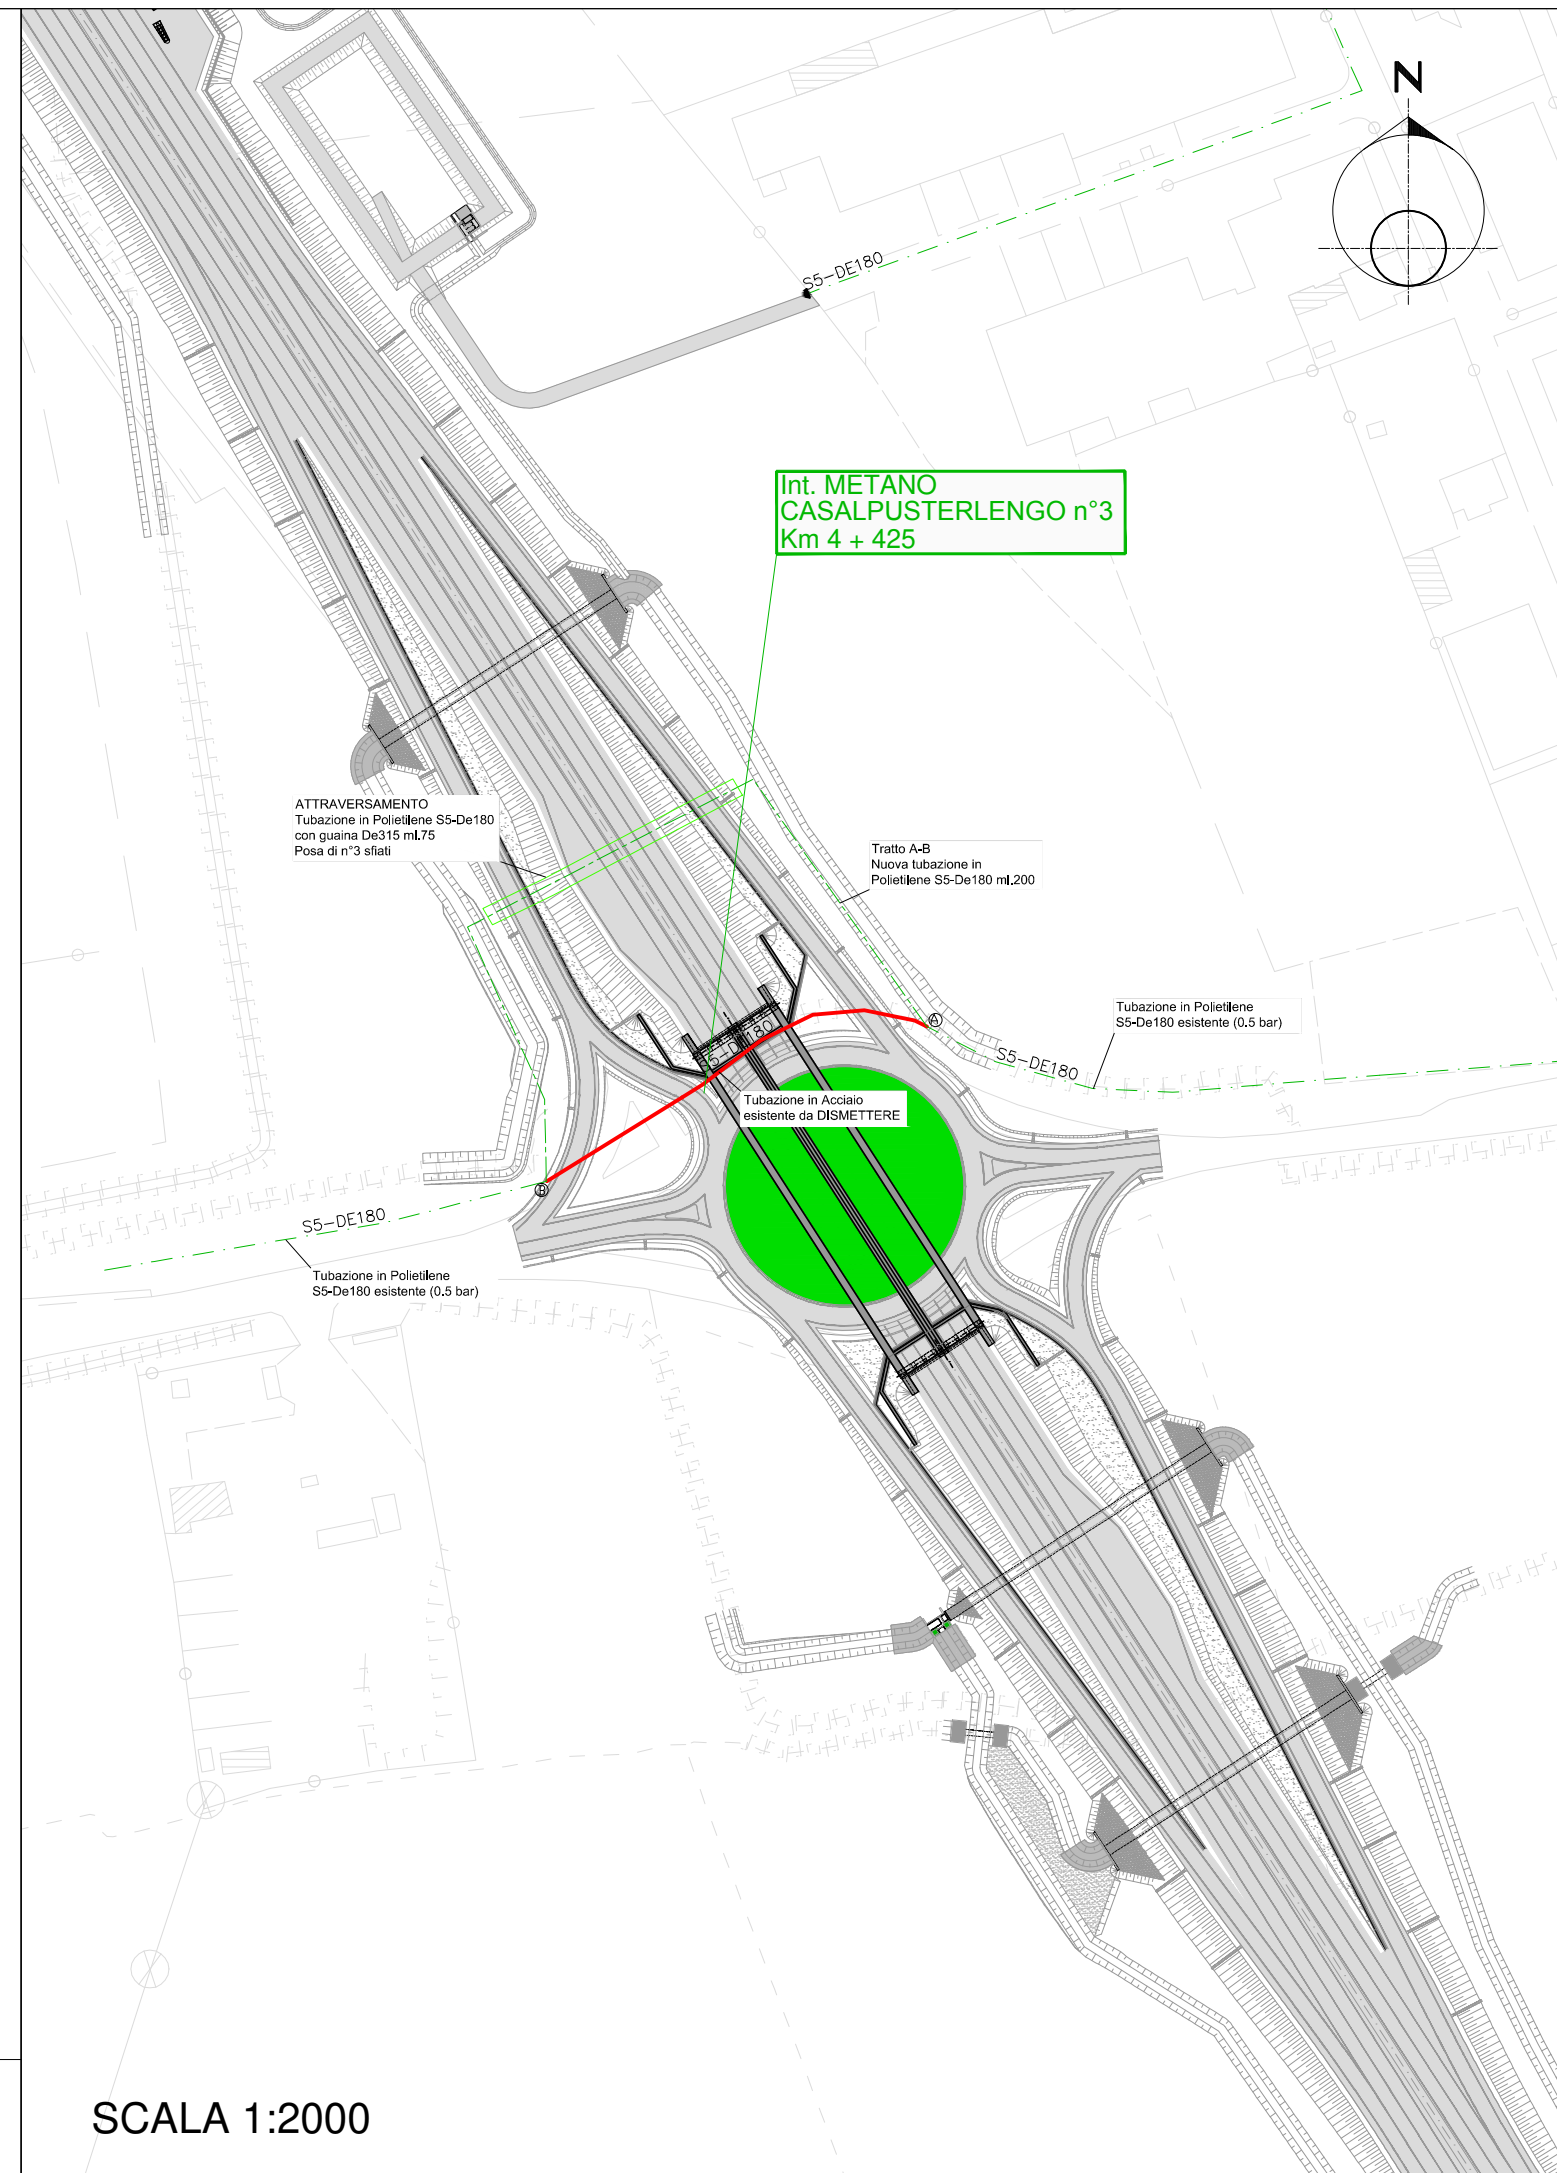 N
S5-DE180
Int. METANO
CASALPUSTERLENGO n°3
Km 4 + 425
ATTRAVERSAMENTO
Tubazione in Polietilene S5-De180
con guaina De315 ml.75
Posa di n°3 sfiati
Tratto A-B
Nuova tubazione in
Polietilene S5-De180 ml.200
Tubazione in Polietilene
S5-De180 esistente (0.5 bar)
A
S5-DE180
S5-DE180
Tubazione in Acciaio
esistente da DISMETTERE
B
S5-DE180
Tubazione in Polietilene
S5-De180 esistente (0.5 bar)
SCALA 1:2000